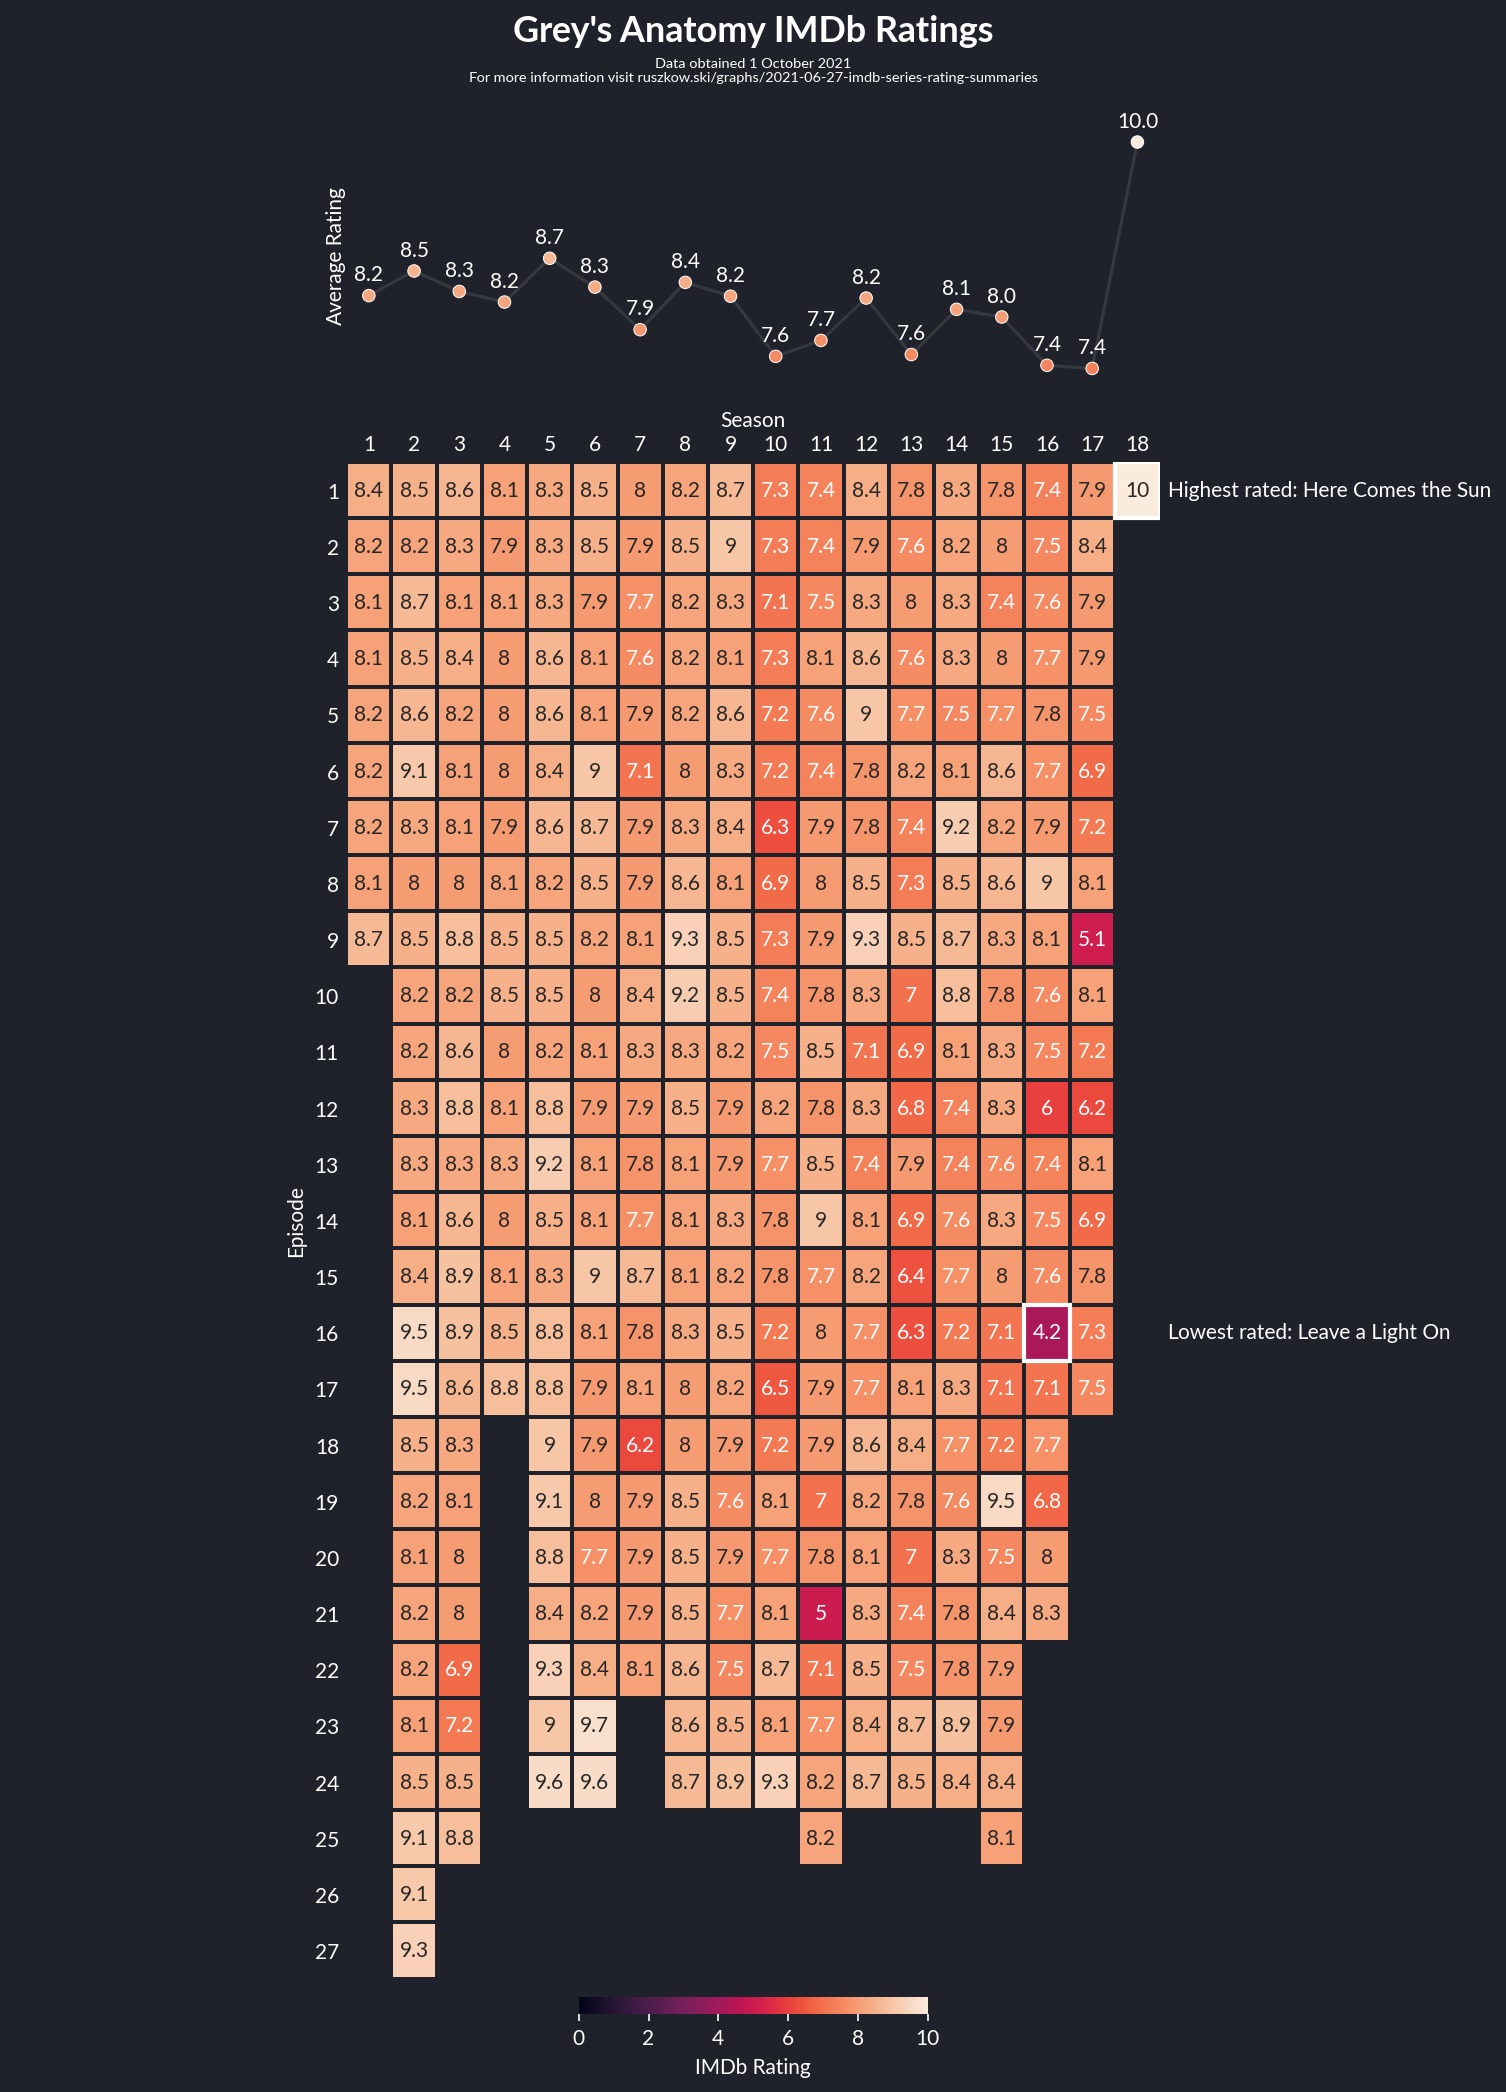 Grey's Anatomy IMDb Ratings
Data obtained 1 October 2021
For more information visit ruszkow.ski/graphs/2021-06-27-imdb-series-rating-summaries
Average Rating
8.2 8.5 8.3 8.2 8.7 8.3 7.9 8.4 8.2 7.6 7.7 8.2 7.6 8.1 8.0 7.4 7.4 10.0
Season
1 2 3 4 5 6 7 8 9 10 11 12 13 14 15 16 17 18
1 8.4 8.5 8.6 8.1 8.3 8.5 8 8.2 8.7 7.3 7.4 8.4 7.8 8.3 7.8 7.4 7.9 10 Highest rated: Here Comes the Sun
2 8.2 8.2 8.3 7.9 8.3 8.5 7.9 8.5 9 7.3 7.4 7.9 7.6 8.2 8 7.5 8.4
3 8.1 8.7 8.1 8.1 8.3 7.9 7.7 8.2 8.3 7.1 7.5 8.3 8 8.3 7.4 7.6 7.9
4 8.1 8.5 8.4 8 8.6 8.1 7.6 8.2 8.1 7.3 8.1 8.6 7.6 8.3 8 7.7 7.9
5 8.2 8.6 8.2 8 8.6 8.1 7.9 8.2 8.6 7.2 7.6 9 7.7 7.5 7.7 7.8 7.5
6 8.2 9.1 8.1 8 8.4 9 7.1 8 8.3 7.2 7.4 7.8 8.2 8.1 8.6 7.7 6.9
7 8.2 8.3 8.1 7.9 8.6 8.7 7.9 8.3 8.4 6.3 7.9 7.8 7.4 9.2 8.2 7.9 7.2
8 8.1 8 8 8.1 8.2 8.5 7.9 8.6 8.1 6.9 8 8.5 7.3 8.5 8.6 9 8.1
9 8.7 8.5 8.8 8.5 8.5 8.2 8.1 9.3 8.5 7.3 7.9 9.3 8.5 8.7 8.3 8.1 5.1
10 8.2 8.2 8.5 8.5 8 8.4 9.2 8.5 7.4 7.8 8.3 7 8.8 7.8 7.6 8.1
11 8.2 8.6 8 8.2 8.1 8.3 8.3 8.2 7.5 8.5 7.1 6.9 8.1 8.3 7.5 7.2
12 8.3 8.8 8.1 8.8 7.9 7.9 8.5 7.9 8.2 7.8 8.3 6.8 7.4 8.3 6 6.2
13 8.3 8.3 8.3 9.2 8.1 7.8 8.1 7.9 7.7 8.5 7.4 7.9 7.4 7.6 7.4 8.1
Episode
14 8.1 8.6 8 8.5 8.1 7.7 8.1 8.3 7.8 9 8.1 6.9 7.6 8.3 7.5 6.9
15 8.4 8.9 8.1 8.3 9 8.7 8.1 8.2 7.8 7.7 8.2 6.4 7.7 8 7.6 7.8
16 9.5 8.9 8.5 8.8 8.1 7.8 8.3 8.5 7.2 8 7.7 6.3 7.2 7.1 4.2 7.3 Lowest rated: Leave a Light On
17 9.5 8.6 8.8 8.8 7.9 8.1 8 8.2 6.5 7.9 7.7 8.1 8.3 7.1 7.1 7.5
18 8.5 8.3 9 7.9 6.2 8 7.9 7.2 7.9 8.6 8.4 7.7 7.2 7.7
19 8.2 8.1 9.1 8 7.9 8.5 7.6 8.1 7 8.2 7.8 7.6 9.5 6.8
20 8.1 8 8.8 7.7 7.9 8.5 7.9 7.7 7.8 8.1 7 8.3 7.5 8
21 8.2 8 8.4 8.2 7.9 8.5 7.7 8.1 5 8.3 7.4 7.8 8.4 8.3
22 8.2 6.9 9.3 8.4 8.1 8.6 7.5 8.7 7.1 8.5 7.5 7.8 7.9
23 8.1 7.2 9 9.7 8.6 8.5 8.1 7.7 8.4 8.7 8.9 7.9
24 8.5 8.5 9.6 9.6 8.7 8.9 9.3 8.2 8.7 8.5 8.4 8.4
25 9.1 8.8 8.2 8.1
26 9.1
27 9.3
0 2 4 6 8 10
IMDb Rating